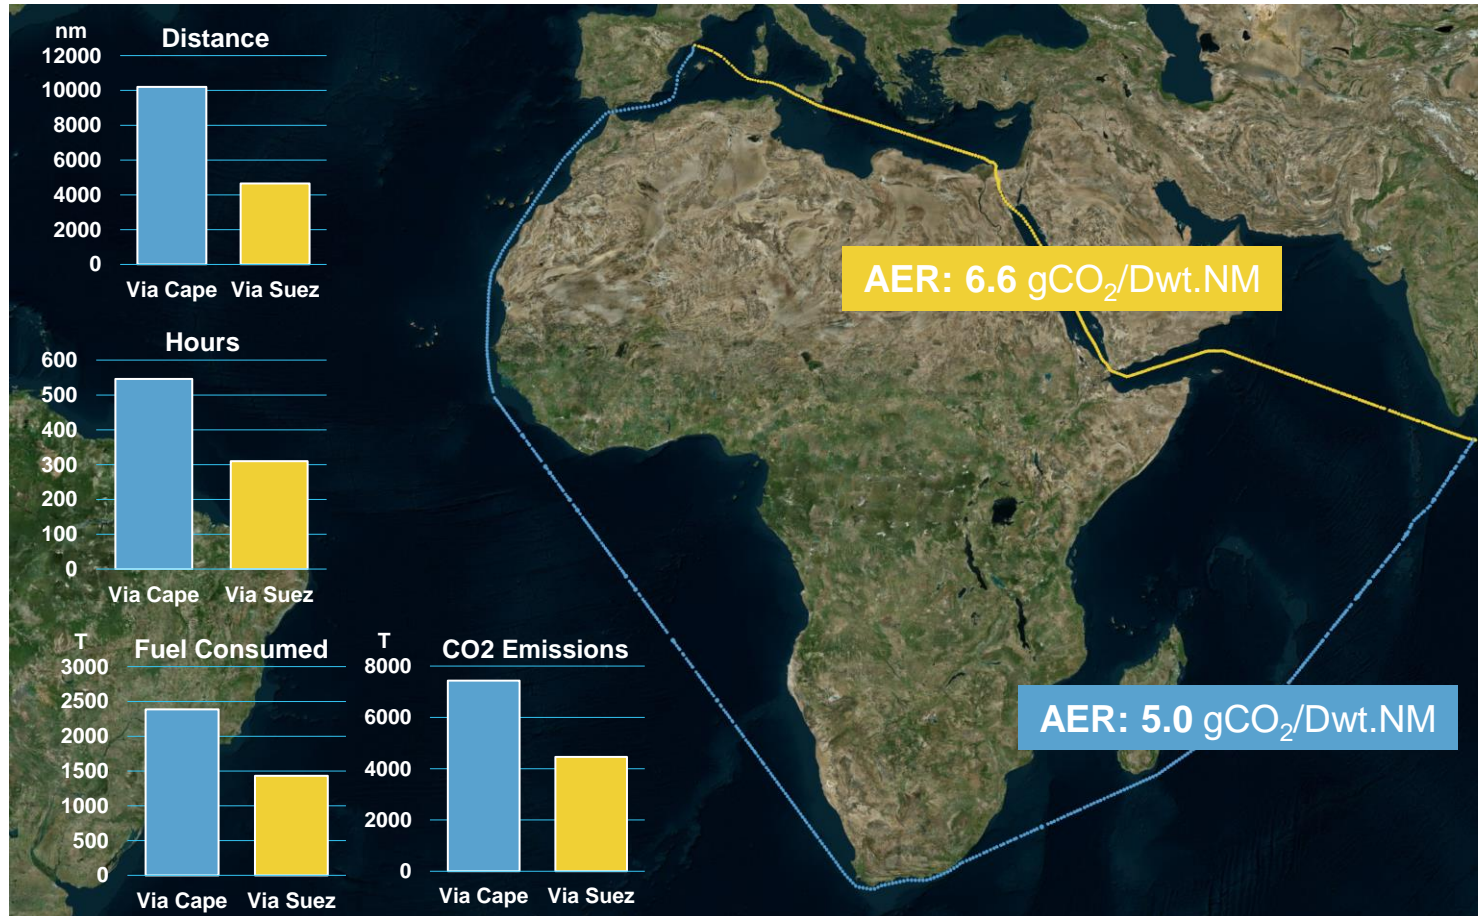 nm
Distance
12000
10000
8000
6000
4000
2000
0
Via Cape Via Suez
Hours
600
500
400
300
200
100
0
Via Cape Via Suez
T
Fuel Consumed
3000
2500
2000
1500
1000
500
0
Via Cape Via Suez
T
CO2 Emissions
8000
6000
4000
2000
0
Via Cape Via Suez
AER: 6.6 gCO₂/Dwt.NM
AER: 5.0 gCO₂/Dwt.NM